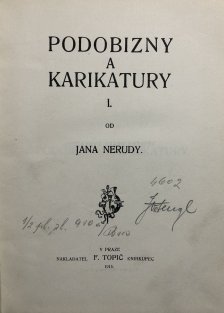 PODOBIZNY
A
KARIKATURY
I.
OD
JANA NERUDY.
4602
V PRAZE
NAKLADATEL F. TOPIČ KNIHKUPEC